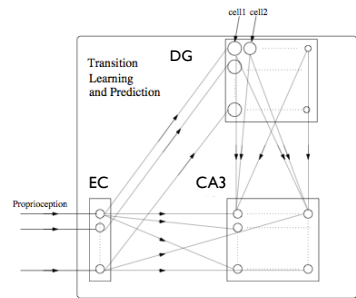 cell1 cell2
DG
Transition
Learning
and Prediction
EC
CA3
Proprioception